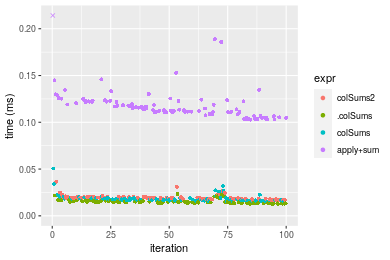 0.20
0.15
0.10
0.05
0.00
time (ms)
0
25
50
75
100
iteration
expr
colSums2
.colSums
colSums
apply+sum